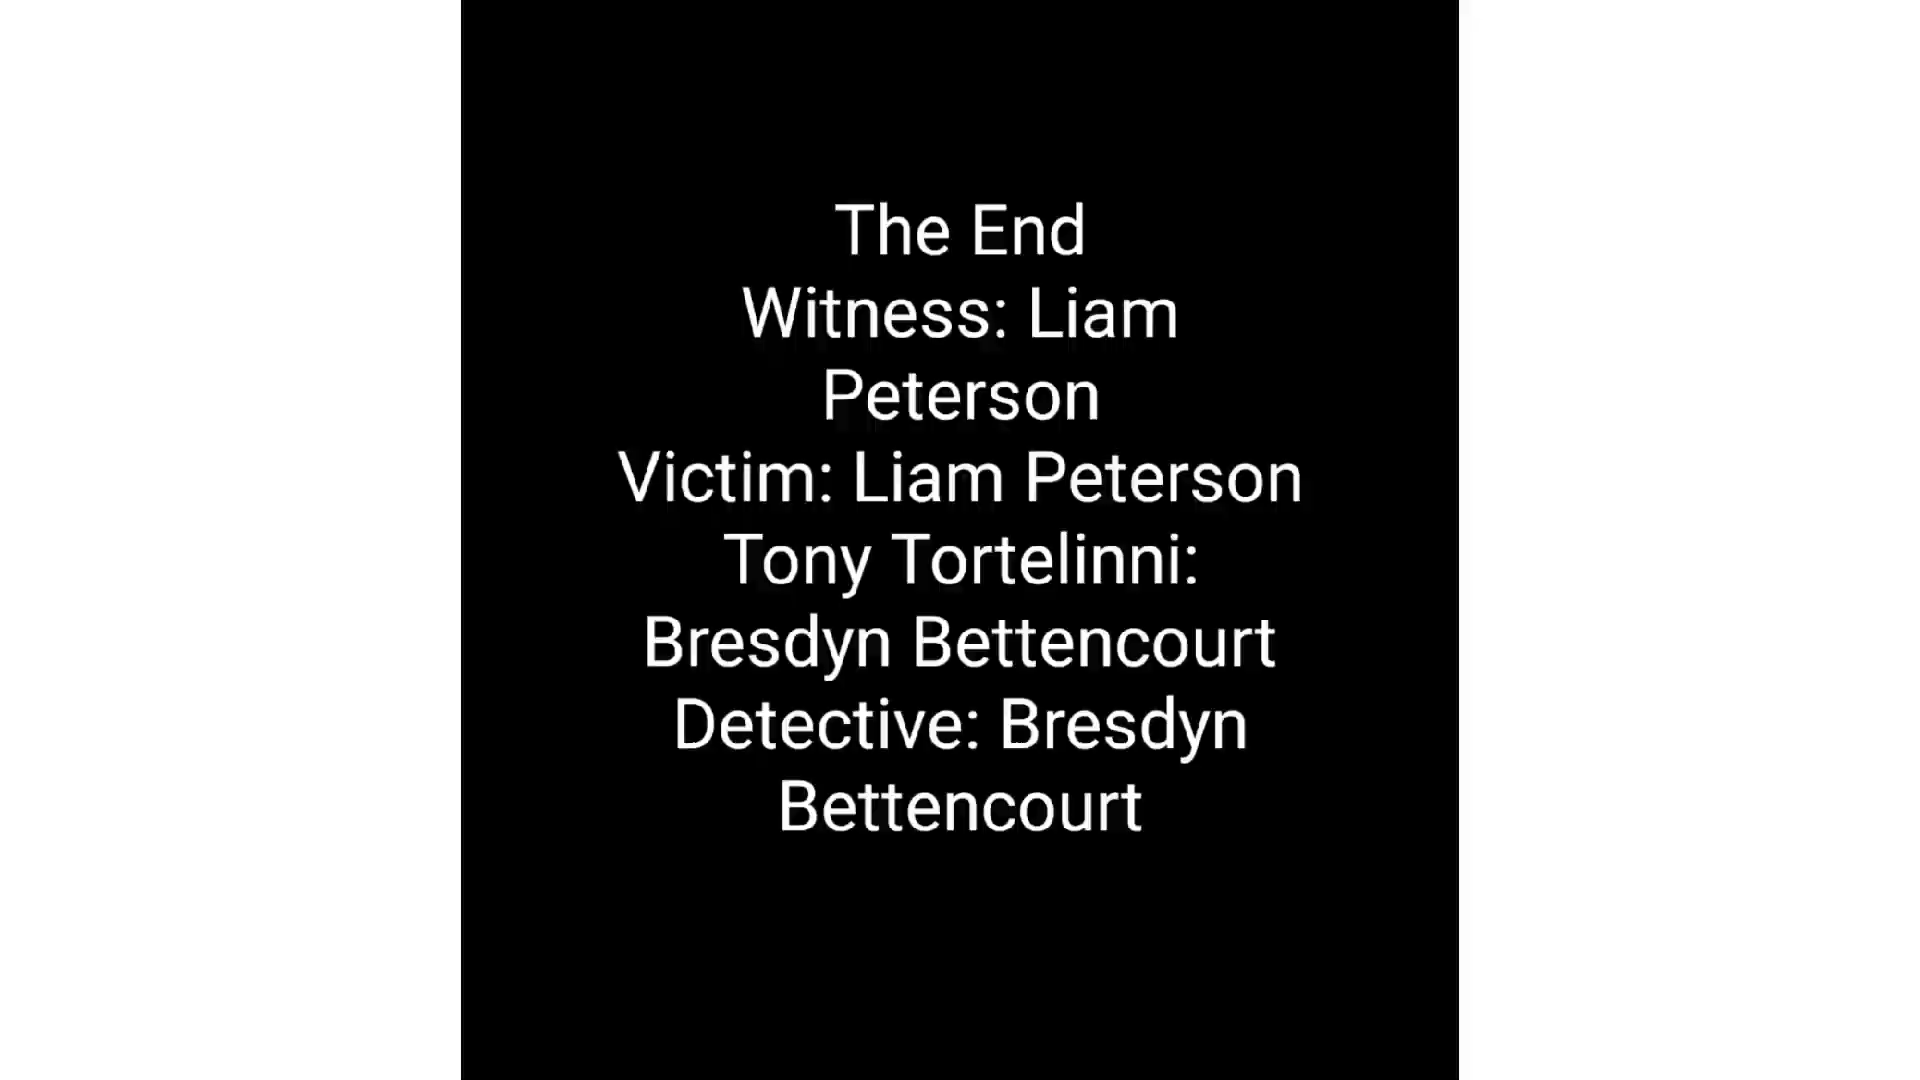 The End
Witness: Liam
Peterson
Victim: Liam Peterson
Tony Tortelinni:
Bresdyn Bettencourt
Detective: Bresdyn
Bettencourt